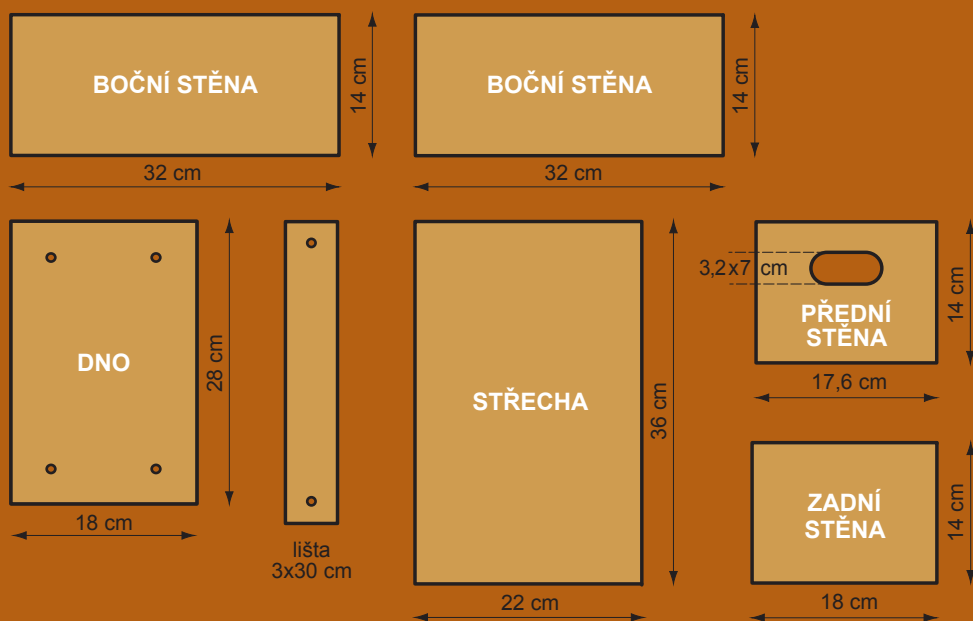 BOČNÍ STĚNA
14 cm
32 cm
BOČNÍ STĚNA
14 cm
32 cm
DNO
28 cm
18 cm
lišta
3x30 cm
STŘECHA
36 cm
22 cm
3,2x7 cm
PŘEDNÍ
STĚNA
14 cm
17,6 cm
ZADNÍ
STĚNA
14 cm
18 cm